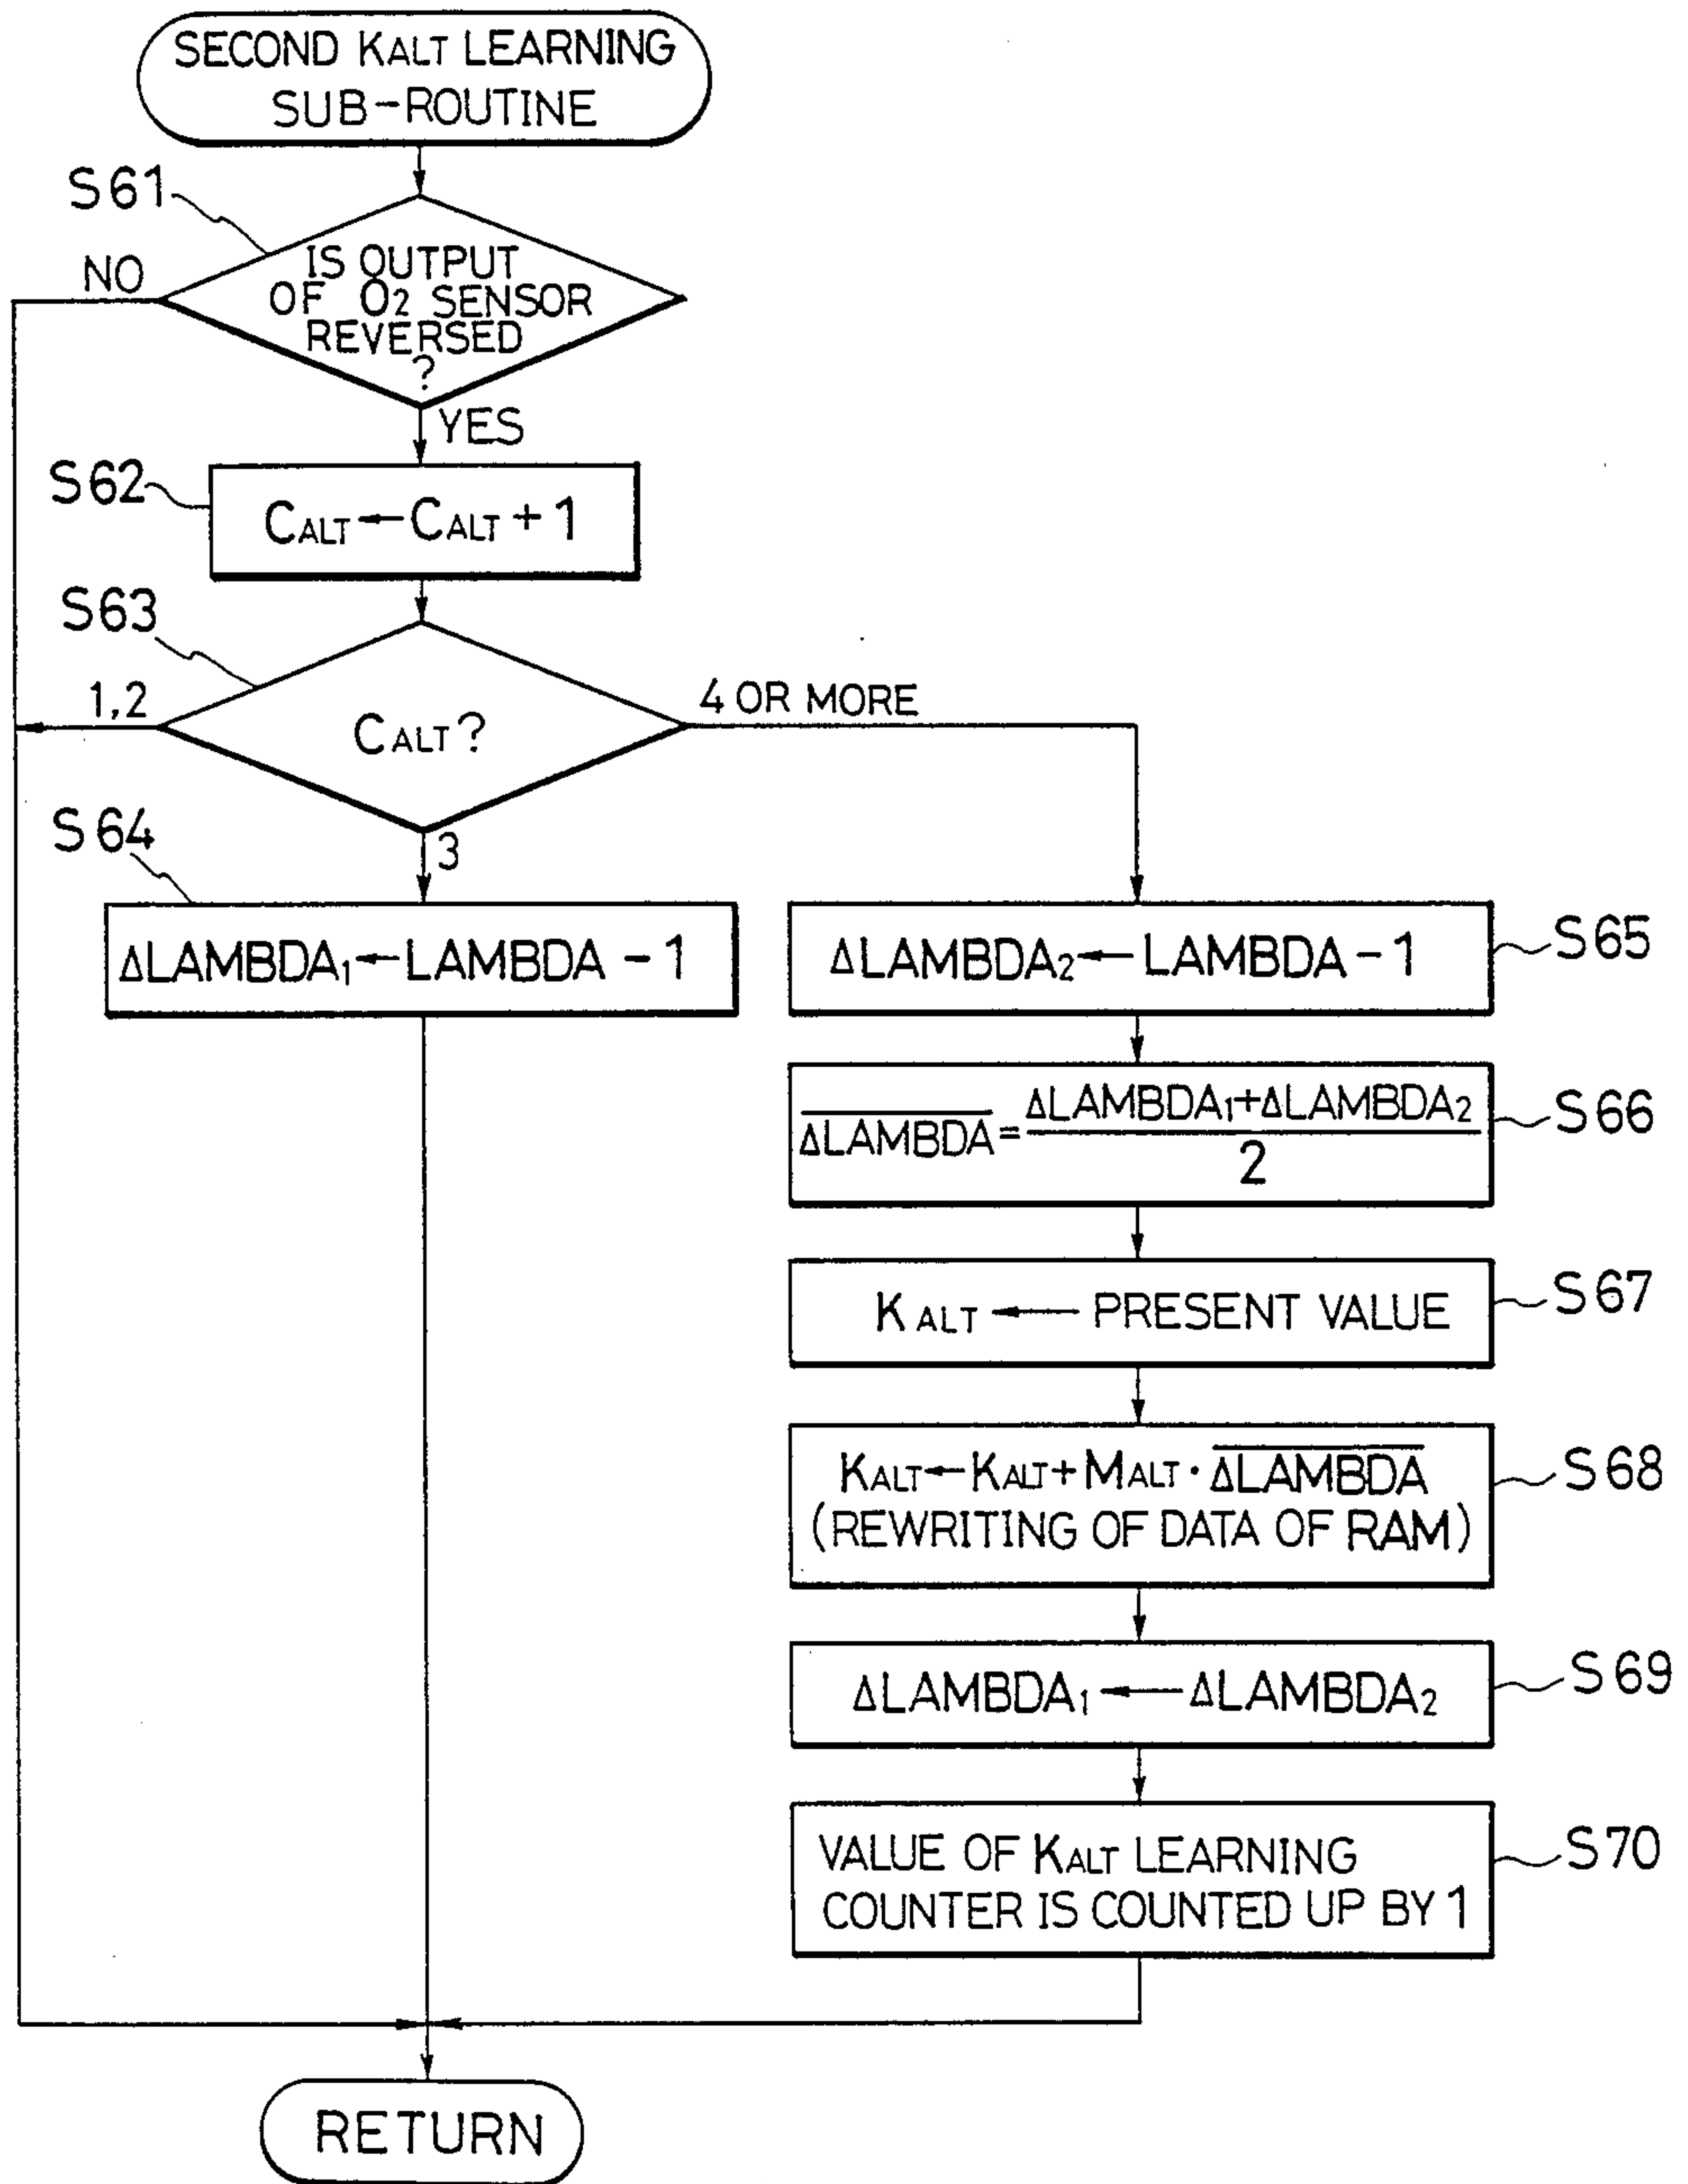 SECOND KALT LEARNING
SUB-ROUTINE
S61
NO
IS OUTPUT
OF O2 SENSOR
REVERSED
?
YES
S62
CALT ← CALT + 1
S63
1,2
CALT ?
4 OR MORE
3
S64
ΔLAMBDA₁ ← LAMBDA - 1
ΔLAMBDA₂ ← LAMBDA - 1
S65
Δ̅L̅A̅M̅B̅D̅A̅ = ΔLAMBDA₁+ΔLAMBDA₂
2
S66
KALT ← PRESENT VALUE
S67
KALT ← KALT + MALT · Δ̅L̅A̅M̅B̅D̅A̅
(REWRITING OF DATA OF RAM)
S68
ΔLAMBDA₁ ← ΔLAMBDA₂
S69
VALUE OF KALT LEARNING
COUNTER IS COUNTED UP BY 1
S70
RETURN